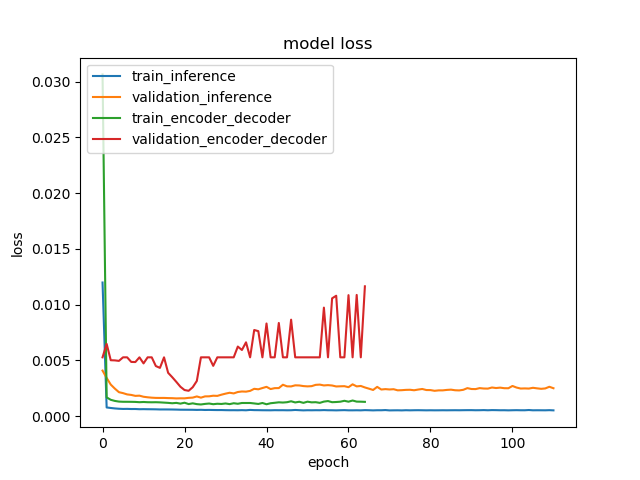 model loss
train_inference
validation_inference
train_encoder_decoder
validation_encoder_decoder
0.030
0.025
0.020
0.015
0.010
0.005
0.000
loss
0 20 40 60 80 100
epoch